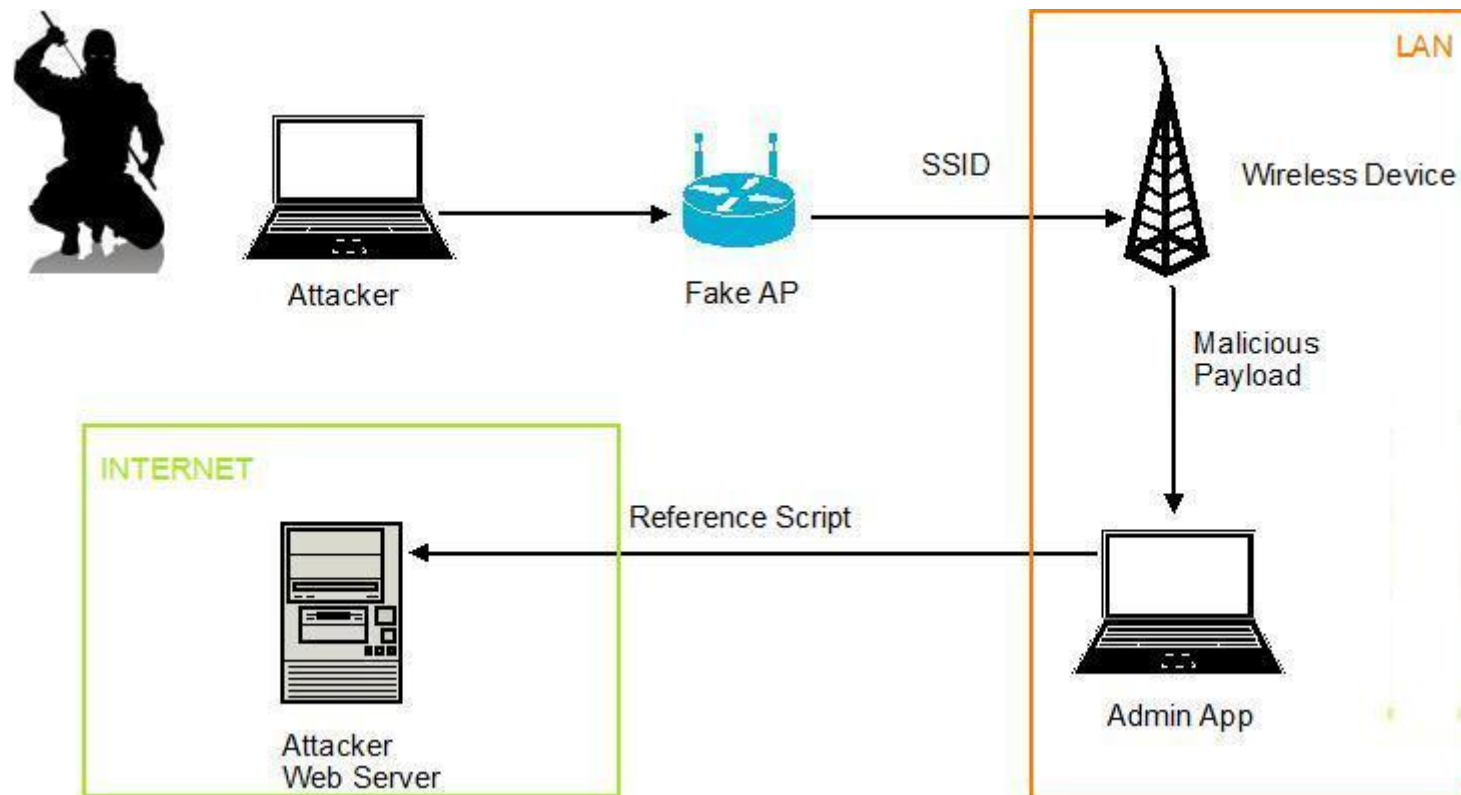 LAN
SSID
Wireless Device
Attacker
Fake AP
Malicious
Payload
INTERNET
Reference Script
Admin App
Attacker
Web Server